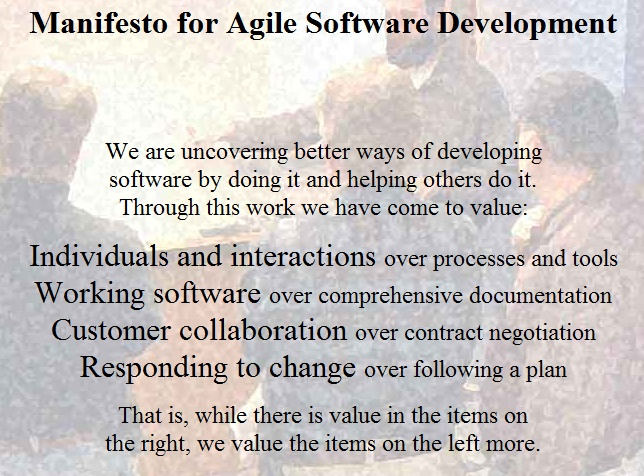 Manifesto for Agile Software Development
We are uncovering better ways of developing
software by doing it and helping others do it.
Through this work we have come to value:
Individuals and interactions over processes and tools
Working software over comprehensive documentation
Customer collaboration over contract negotiation
Responding to change over following a plan
That is, while there is value in the items on
the right, we value the items on the left more.